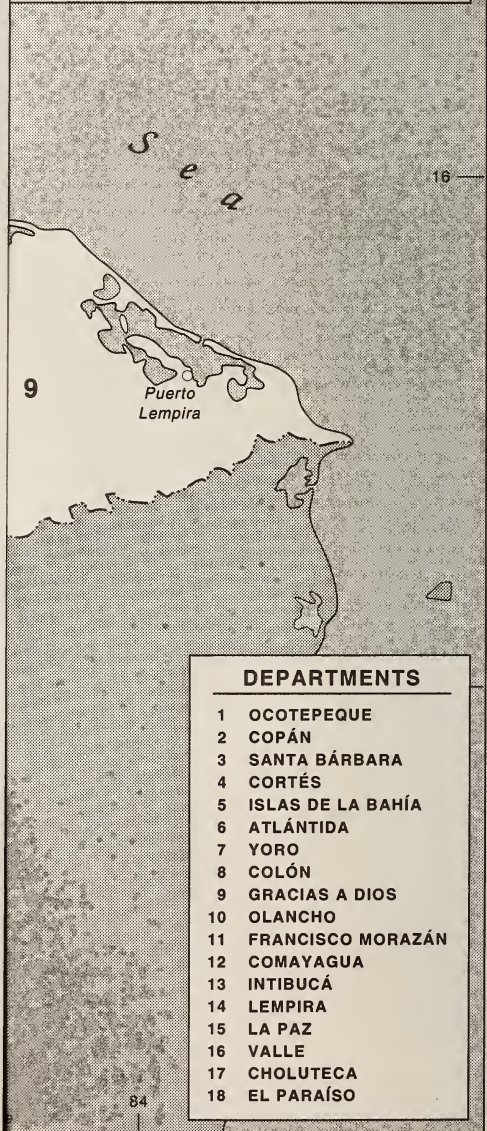 S e a
16
9
Puerto
Lempira
DEPARTMENTS
1 OCOTEPEQUE
2 COPÁN
3 SANTA BÁRBARA
4 CORTÉS
5 ISLAS DE LA BAHÍA
6 ATLÁNTIDA
7 YORO
8 COLÓN
9 GRACIAS A DIOS
10 OLANCHO
11 FRANCISCO MORAZÁN
12 COMAYAGUA
13 INTIBUCÁ
14 LEMPIRA
15 LA PAZ
16 VALLE
17 CHOLUTECA
18 EL PARAÍSO
84